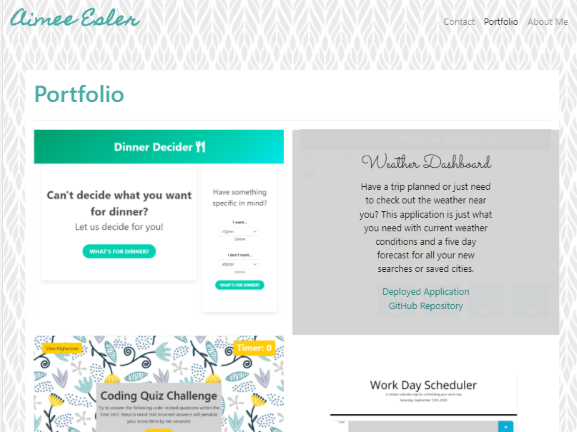 Aimee Esler
Contact Portfolio About Me
Portfolio
Dinner Decider
Can't decide what you want
for dinner?
Let us decide for you!
WHAT'S FOR DINNER?
Have something
specific in mind?
I want...
I don't want...
WHAT'S FOR DINNER?
Weather Dashboard
Have a trip planned or just need
to check out the weather near
you? This application is just what
you need with current weather
conditions and a five day
forecast for all your new
searches or saved cities.
Deployed Application
GitHub Repository
View Highscores
Timer: 0
Coding Quiz Challenge
Try to answer the following code-related questions within the
time limit. Keep in mind that incorrect answers will penalize
your score/time by ten seconds!
Work Day Scheduler
A simple calendar app for scheduling your work day
Saturday, September 12th, 2020